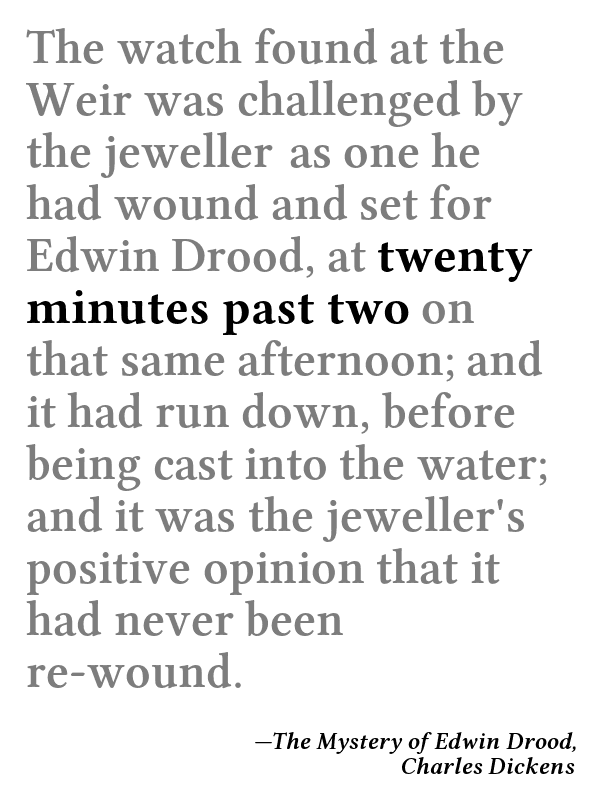 The watch found at the
Weir was challenged by
the jeweller as one he
had wound and set for
Edwin Drood, at twenty
minutes past two on
that same afternoon; and
it had run down, before
being cast into the water;
and it was the jeweller's
positive opinion that it
had never been
re-wound.
—The Mystery of Edwin Drood,
Charles Dickens